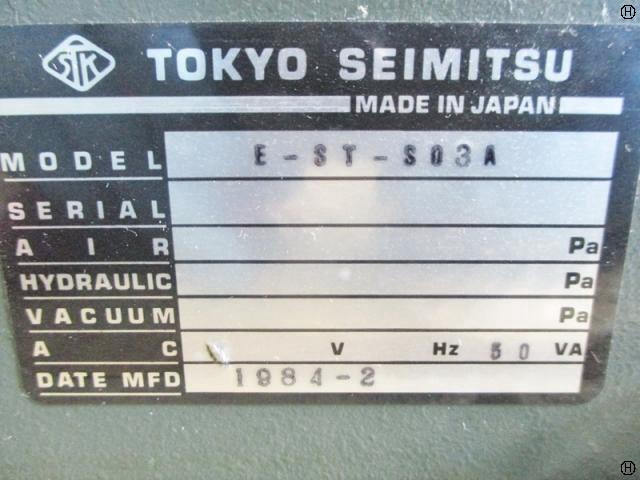 STK TOKYO SEIMITSU
MADE IN JAPAN
MODEL E-ST-S03A
SERIAL
AIR Pa
HYDRAULIC Pa
VACUUM Pa
AC V Hz 50 VA
DATE MFD 1984-2
H
H